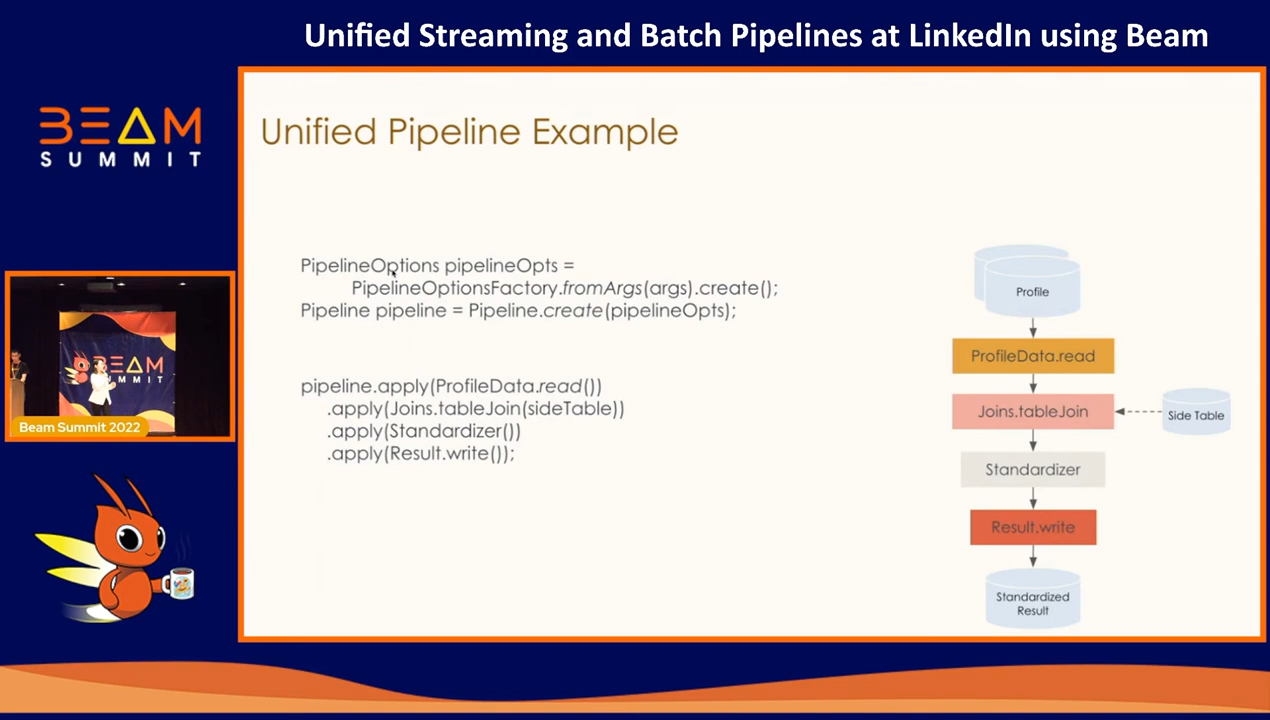 Unified Streaming and Batch Pipelines at LinkedIn using Beam
BEAM
SUMMIT
Unified Pipeline Example
PipelineOptions pipelineOpts =
PipelineOptionsFactory.fromArgs(args).create();
Pipeline pipeline = Pipeline.create(pipelineOpts);
pipeline.apply(ProfileData.read())
.apply(Joins.tableJoin(sideTable))
.apply(Standardizer())
.apply(Result.write());
Profile
ProfileData.read
Joins.tableJoin
Side Table
Standardizer
Result.write
Standardized
Result
BEAM
SUMMIT
Beam Summit 2022